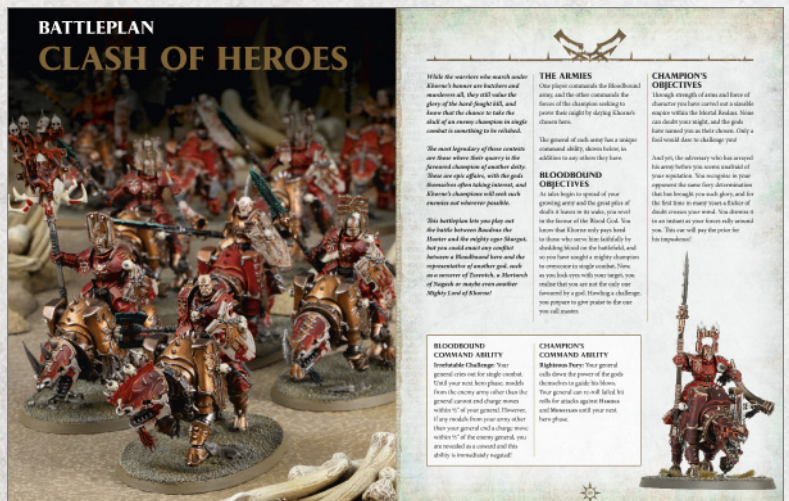 BATTLEPLAN
CLASH OF HEROES
While the warriors who march under
Khorne's banner are butchers and
murderers all, they still value the
glory of the hard-fought kill, and
know that the chance to take the
skull of an enemy champion in single
combat is something to be relished.
The most legendary of these contests
are those where their quarry is the
favoured champion of another deity.
These are epic affairs, with the gods
themselves often taking interest, and
Khorne's champions will seek such
enemies out wherever possible.
This battleplan lets you play out
the battle between Baudrax the
Hunter and the mighty ogor Skargut,
but you could enact any conflict
between a Bloodbound hero and the
representative of another god, such
as a sorcerer of Tzeentch, a Mortarch
of Nagash or maybe even another
Mighty Lord of Khorne!
THE ARMIES
One player commands the Bloodbound
army, and the other commands the
forces of the champion seeking to
prove their might by slaying Khorne's
chosen hero.
The general of each army has a unique
command ability, shown below, in
addition to any others they have.
BLOODBOUND
OBJECTIVES
As tales begin to spread of your
growing army and the great piles of
skulls it leaves in its wake, you revel
in the favour of the Blood God. You
know that Khorne only pays heed
to those who serve him faithfully by
shedding blood on the battlefield, and
so you have sought a mighty champion
to overcome in single combat. Now,
as you lock eyes with your target, you
realise that you are not the only one
favoured by a god. Howling a challenge,
you prepare to give praise to the one
you call master.
CHAMPION'S
OBJECTIVES
Through strength of arms and force of
character you have carved out a sizeable
empire within the Mortal Realms. None
can doubt your might, and the gods
have named you as their chosen. Only a
fool would dare to challenge you!
And yet, the adversary who has arrayed
his army before you seems unafraid of
your reputation. You recognise in your
opponent the same fiery determination
that has brought you such glory, and for
the first time in many years a flicker of
doubt crosses your mind. You dismiss it
in an instant as your forces rally around
you. This cur will pay the price for
his impudence!
BLOODBOUND
COMMAND ABILITY
Irrefutable Challenge: Your
general cries out for single combat.
Until your next hero phase, models
from the enemy army other than the
general cannot end charge moves
within ½" of your general. However,
if any models from your army other
than your general end a charge move
within ½" of the enemy general, you
are revealed as a coward and this
ability is immediately negated!
CHAMPION'S
COMMAND ABILITY
Righteous Fury: Your general
calls down the power of the gods
themselves to guide his blows.
Your general can re-roll failed hit
rolls for attacks against HEROES
and MONSTERS until your next
hero phase.